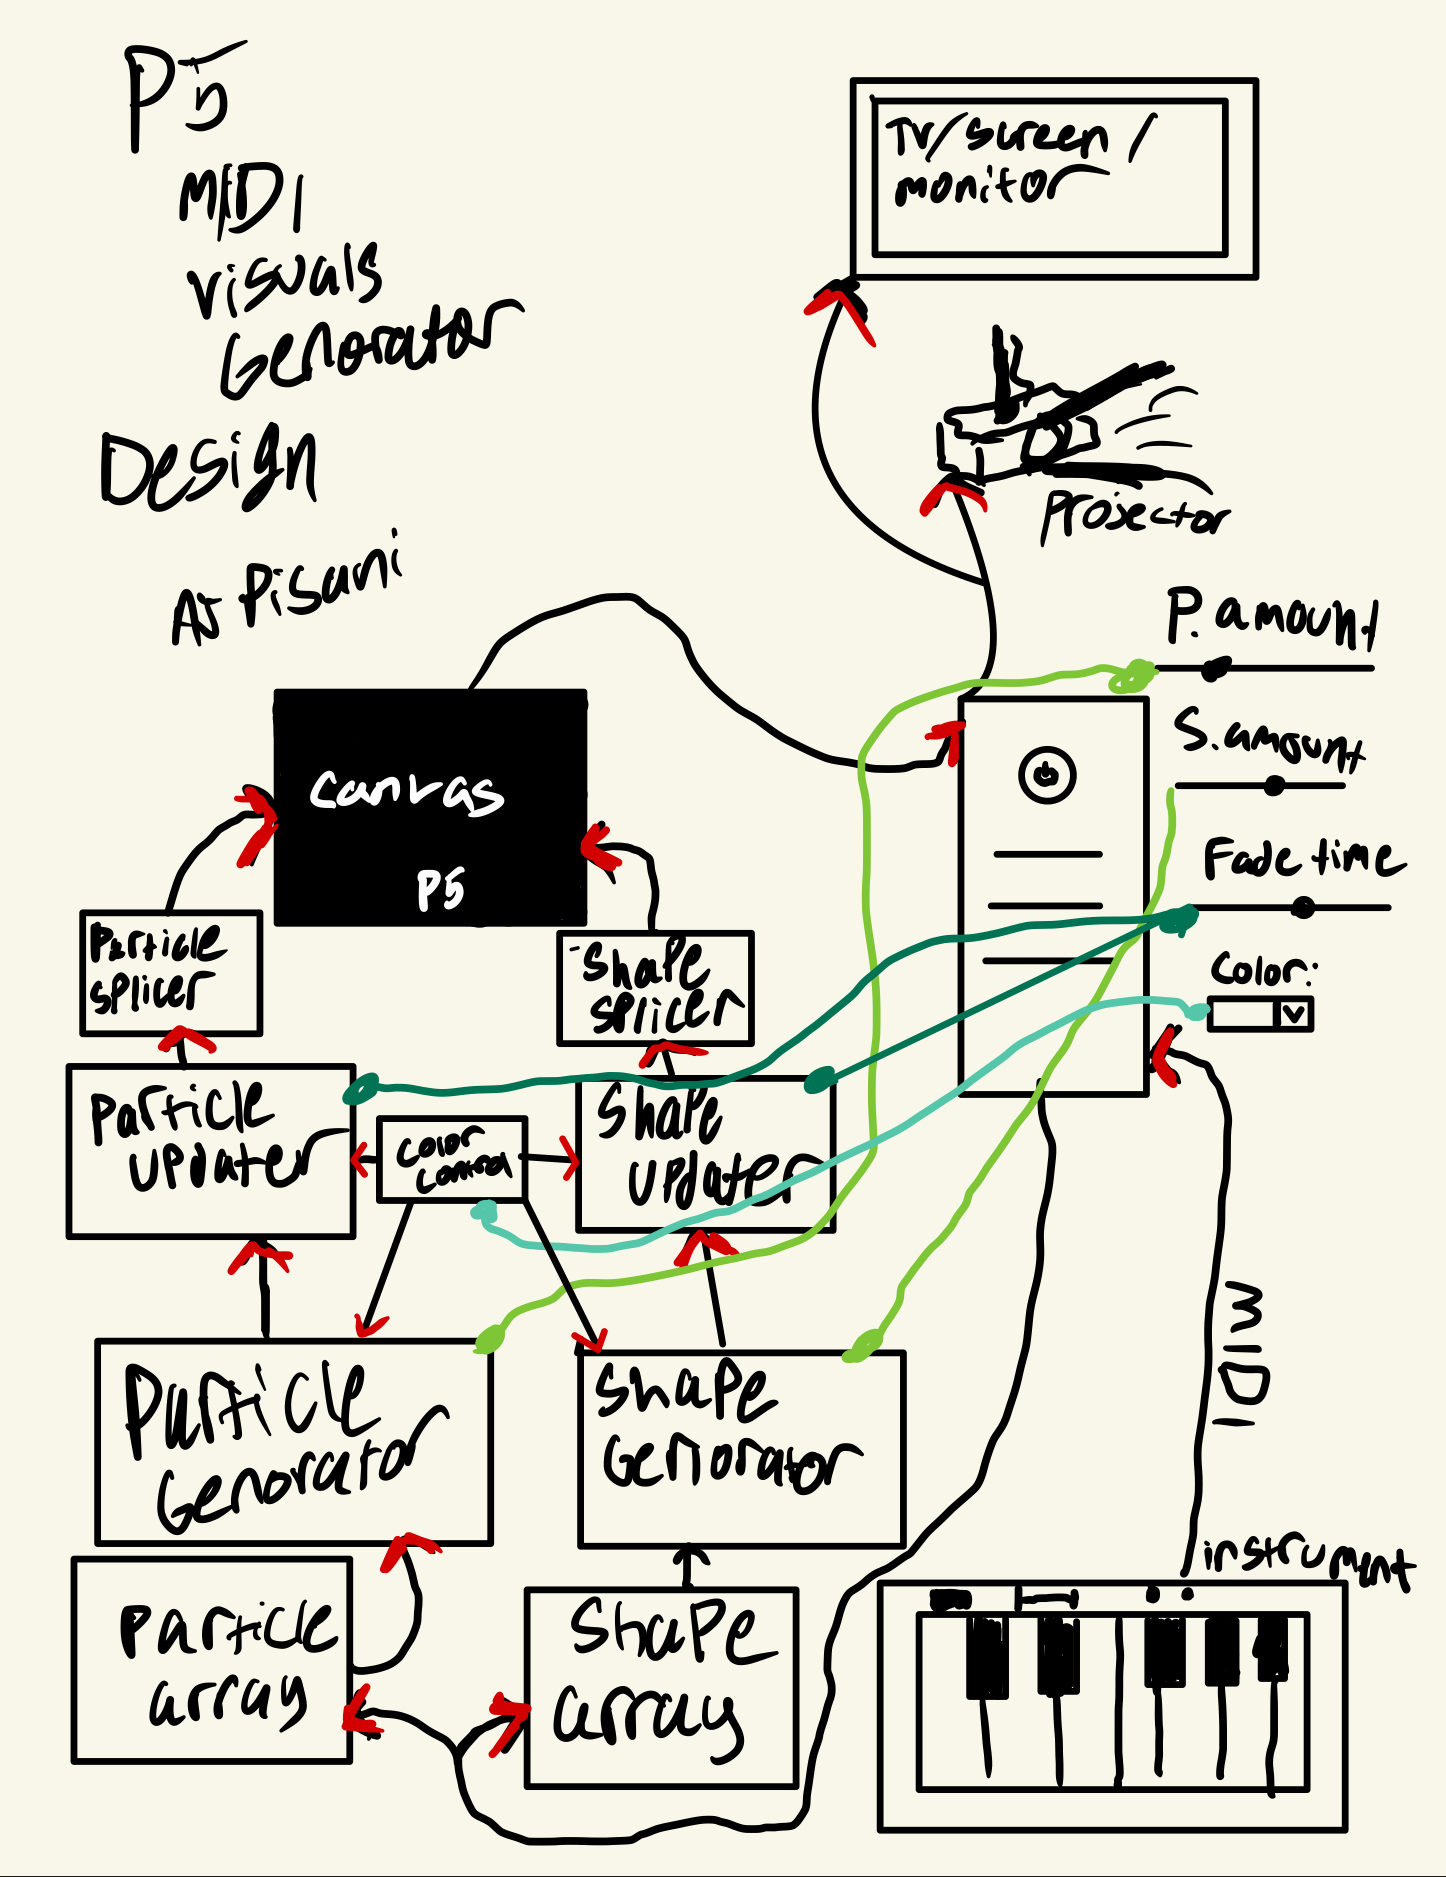 P5
MIDI
visuals
Generator
Design
AJ Pisani
TV/screen/
monitor
Projector
P. amount
S. amount
Fade time
Color:
Canvas
P5
Particle
splicer
Shape
splicer
Particle
updater
Color
Control
Shape
updater
Particle
Generator
Shape
Generator
Particle
array
Shape
array
MIDI
instrument